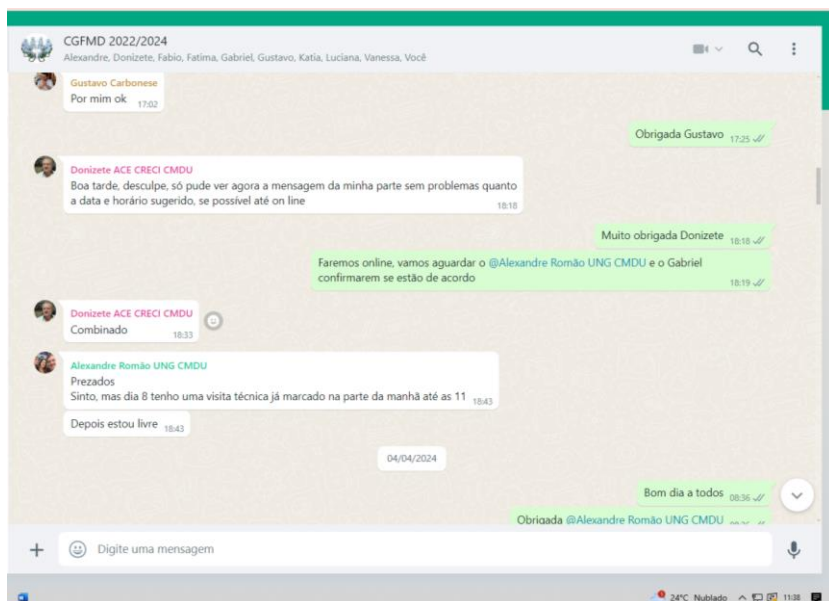 CGFMD 2022/2024
Alexandre, Donizete, Fabio, Fatima, Gabriel, Gustavo, Katia, Luciana, Vanessa, Você
Gustavo Carbonese
Por mim ok 17:02
Obrigada Gustavo 17:25
Donizete ACE CRECI CMDU
Boa tarde, desculpe, só pude ver agora a mensagem da minha parte sem problemas quanto
a data e horário sugerido, se possível até on line
18:18
Muito obrigada Donizete 18:18
Faremos online, vamos aguardar o @Alexandre Romão UNG CMDU e o Gabriel
confirmarem se estão de acordo
18:19
Donizete ACE CRECI CMDU
Combinado 18:33
Alexandre Romão UNG CMDU
Prezados
Sinto, mas dia 8 tenho uma visita técnica já marcado na parte da manhã até as 11 18:43
Depois estou livre 18:43
04/04/2024
Bom dia a todos 08:36
Obrigada @Alexandre Romão UNG CMDU
Digite uma mensagem
24°C Nublado 11:38